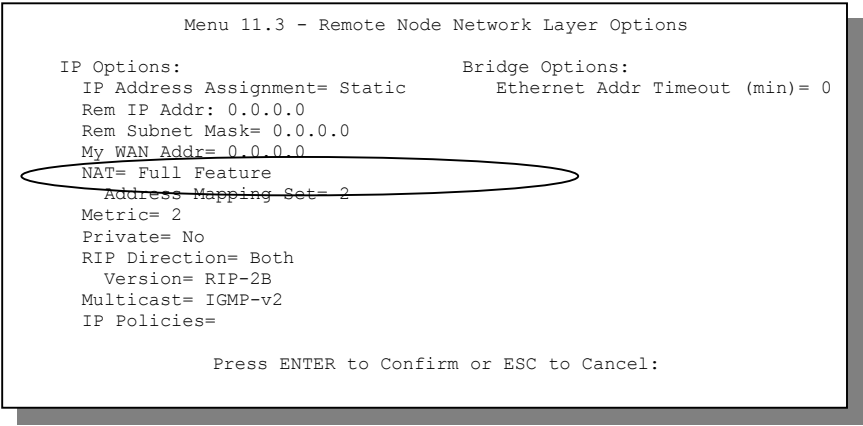 Menu 11.3 - Remote Node Network Layer Options
IP Options: Bridge Options:
IP Address Assignment= Static Ethernet Addr Timeout (min)= 0
Rem IP Addr: 0.0.0.0
Rem Subnet Mask= 0.0.0.0
My WAN Addr= 0.0.0.0
NAT= Full Feature
Address Mapping Set= 2
Metric= 2
Private= No
RIP Direction= Both
Version= RIP-2B
Multicast= IGMP-v2
IP Policies=
Press ENTER to Confirm or ESC to Cancel: